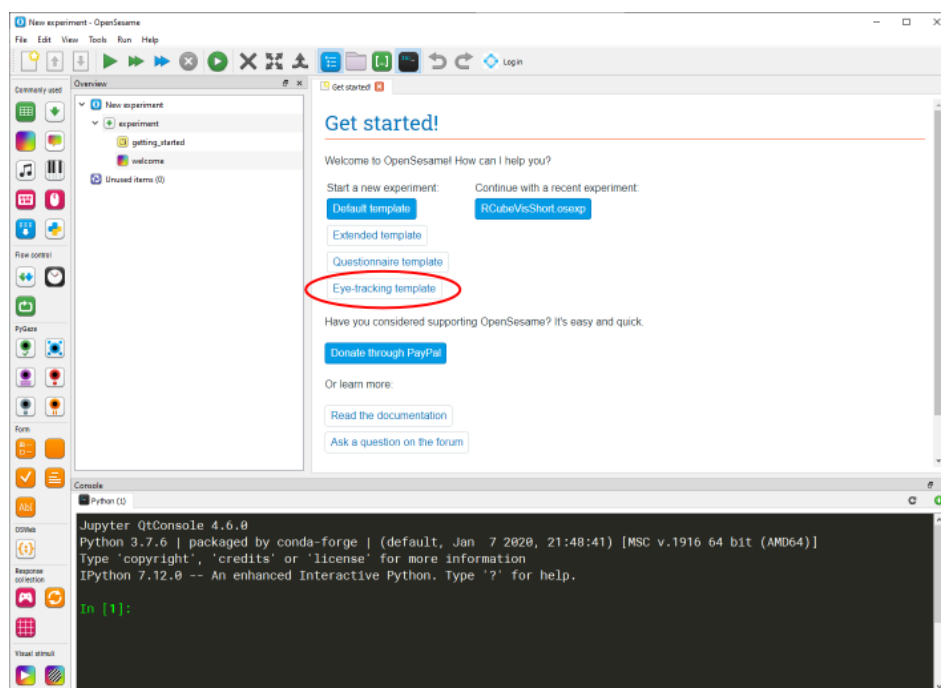 New experiment - OpenSesame
File Edit View Tools Run Help
Login
Commonly used
Overview
Get started!
New experiment
experiment
getting_started
welcome
Unused items (0)
Get started!
Welcome to OpenSesame! How can I help you?
Start a new experiment: Continue with a recent experiment:
Default template RCubeVisShort.osexp
Extended template
Questionnaire template
Eye-tracking template
Have you considered supporting OpenSesame? It's easy and quick.
Donate through PayPal
Or learn more:
Read the documentation
Ask a question on the forum
Flow control
PyGaze
Form
Abl
OSWeb
Response
collection
Visual stimuli
Console
Python (1)
Jupyter QtConsole 4.6.0
Python 3.7.6 | packaged by conda-forge | (default, Jan 7 2020, 21:48:41) [MSC v.1916 64 bit (AMD64)]
Type 'copyright', 'credits' or 'license' for more information
IPython 7.12.0 -- An enhanced Interactive Python. Type '?' for help.
In [1]: